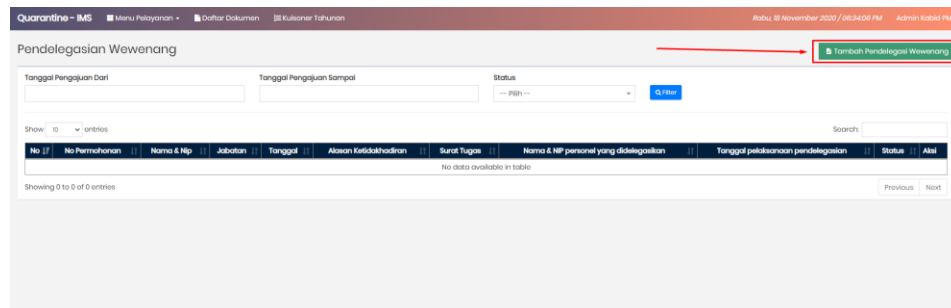 Quarantine - IMS Menu Pelayanan Daftar Dokumen Kuisoner Tahunan Rabu, 18 November 2020 / 08:34:06 PM Admin Kabid
Pendelegasian Wewenang
Tambah Pendelegasi Wewenang
Tanggal Pengajuan Dari Tanggal Pengajuan Sampai Status
-- Pilih -- Filter
Show 10 entries Search:
No No Permohonan Nama & Nip Jabatan Tanggal Alasan Ketidakhadiran Surat Tugas Nama & NIP personel yang didelegasikan Tanggal pelaksanaan pendelegasian Status Aksi
No data available in table
Showing 0 to 0 of 0 entries Previous Next